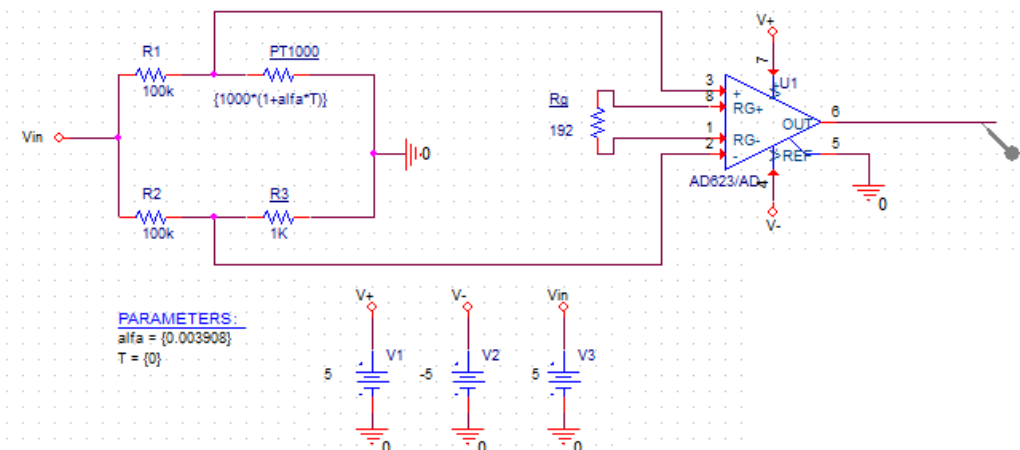 V+
R1
PT1000
7
U1
100k
{1000*(1+alfa*T)}
3
+
Rg
8
RG+
6
Vin
192
OUT
1
RG-
5
0
2
-
REF
R2
R3
AD623/AD
4
0
100k
1K
V-
V+
V-
Vin
PARAMETERS:
alfa = {0.003908}
T = {0}
V1
V2
V3
5
-5
5
-
-
-
0
0
0